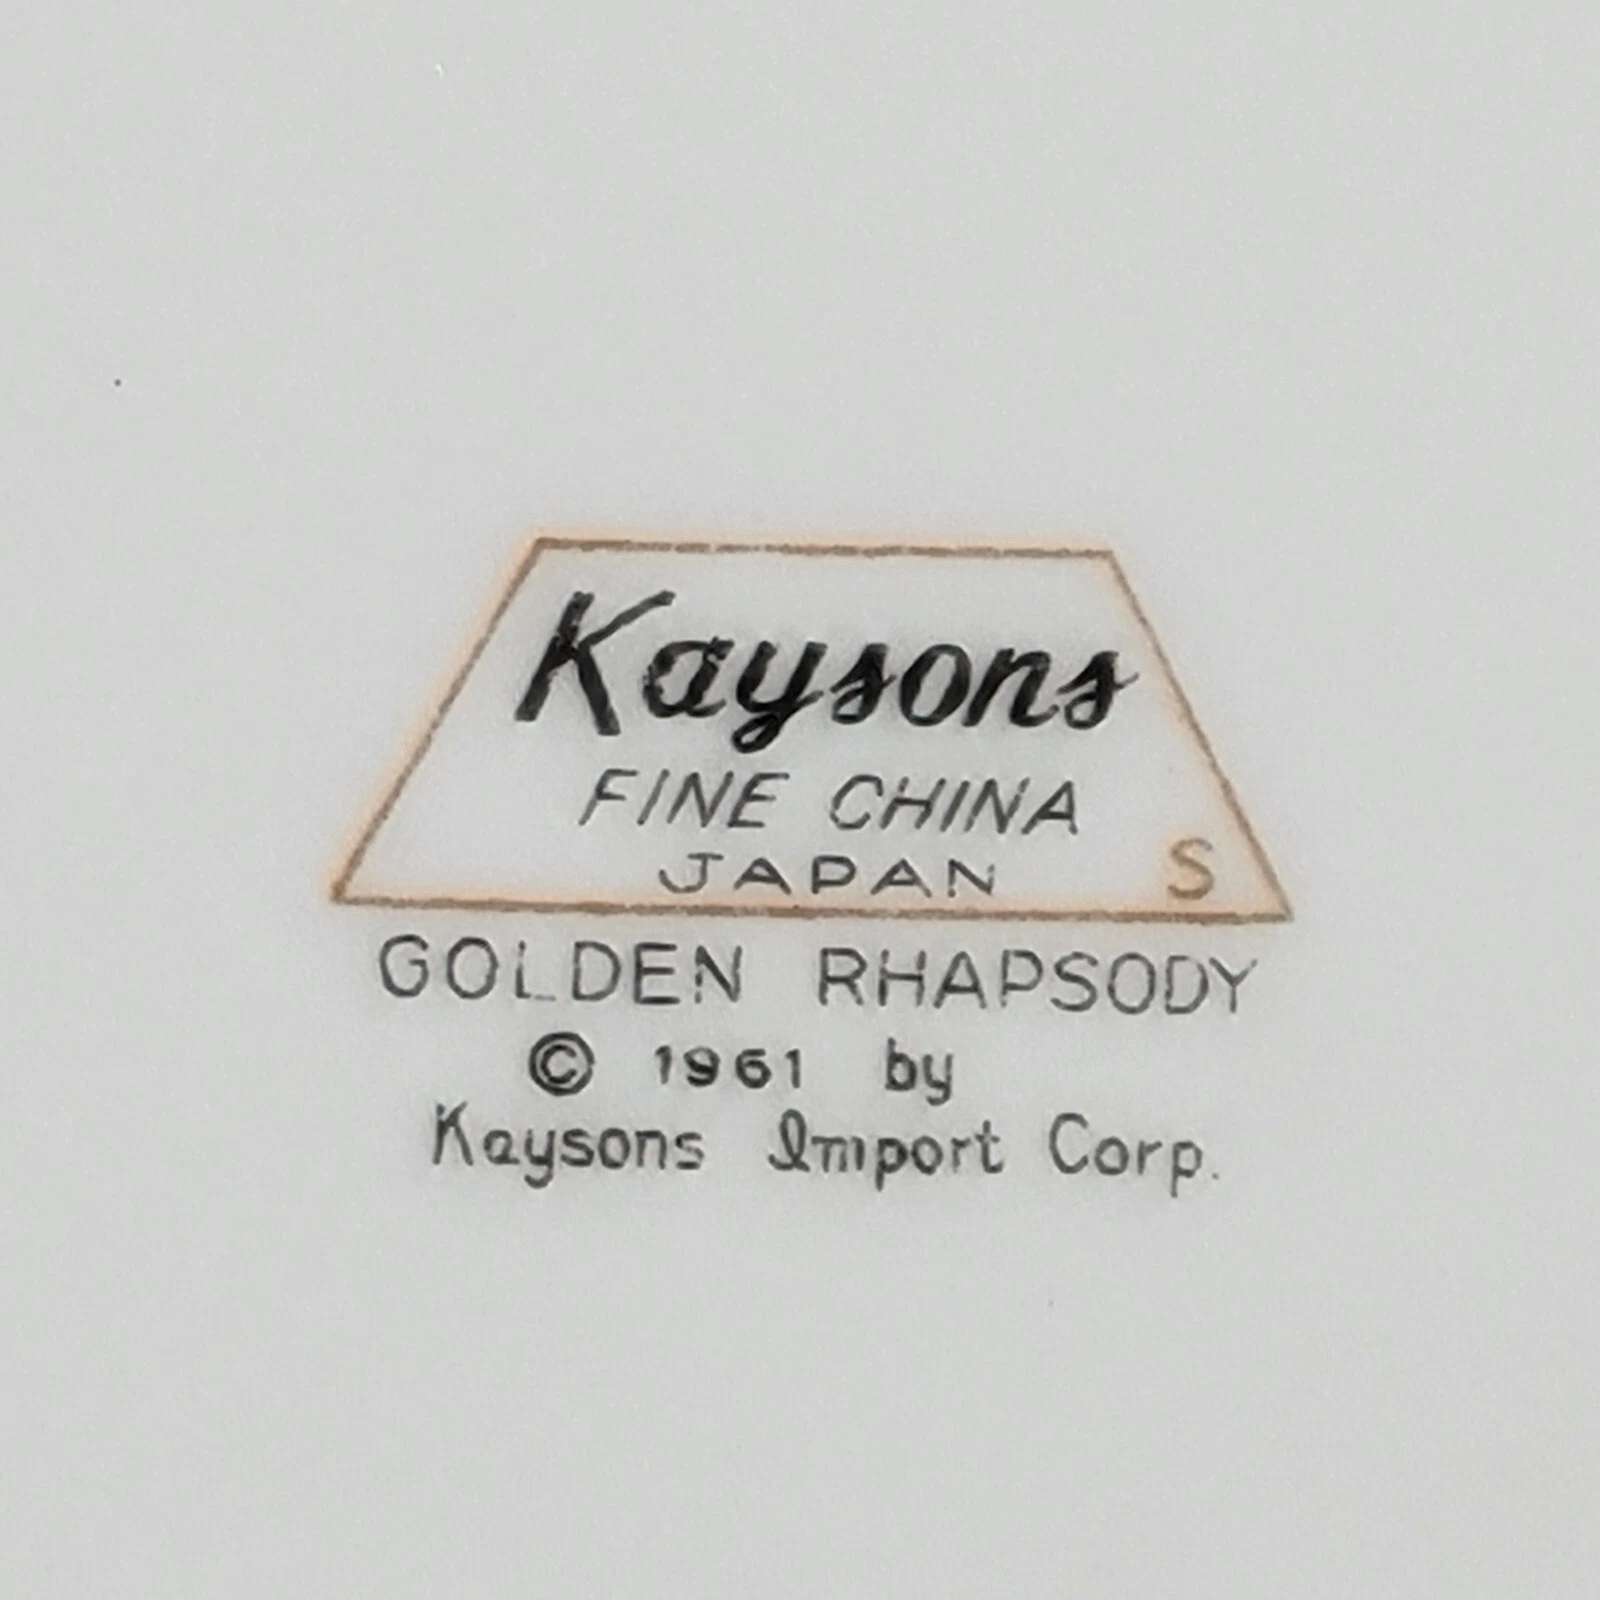 Kaysons
FINE CHINA
JAPAN
S
GOLDEN RHAPSODY
© 1961 by
Kaysons Import Corp.